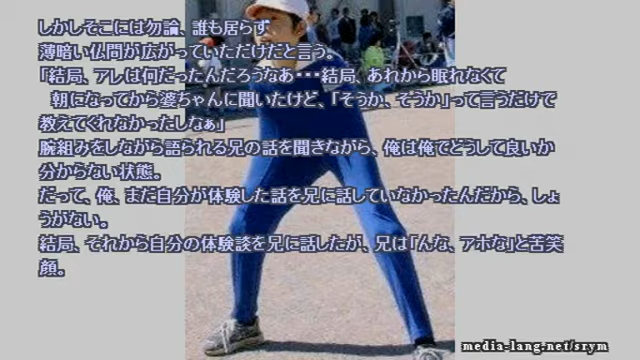 しかしそこには勿論、誰も居らず
薄暗い仏間が広がっていただけだと言う。
「結局、アレは何だったんだろうなあ・・・結局、あれから眠れなくて
朝になってから婆ちゃんに聞いたけど、「そうか、そうか」って言うだけで
教えてくれなかったしなぁ」
腕組みをしながら語られる兄の話を聞きながら、俺は俺でどうして良いか
分からない状態。
だって、俺、まだ自分が体験した話を兄に話していなかったんだから、しょ
うがない。
結局、それから自分の体験談を兄に話したが、兄は「んな、アホな」と苦笑
顔。
media-lang.net/srym